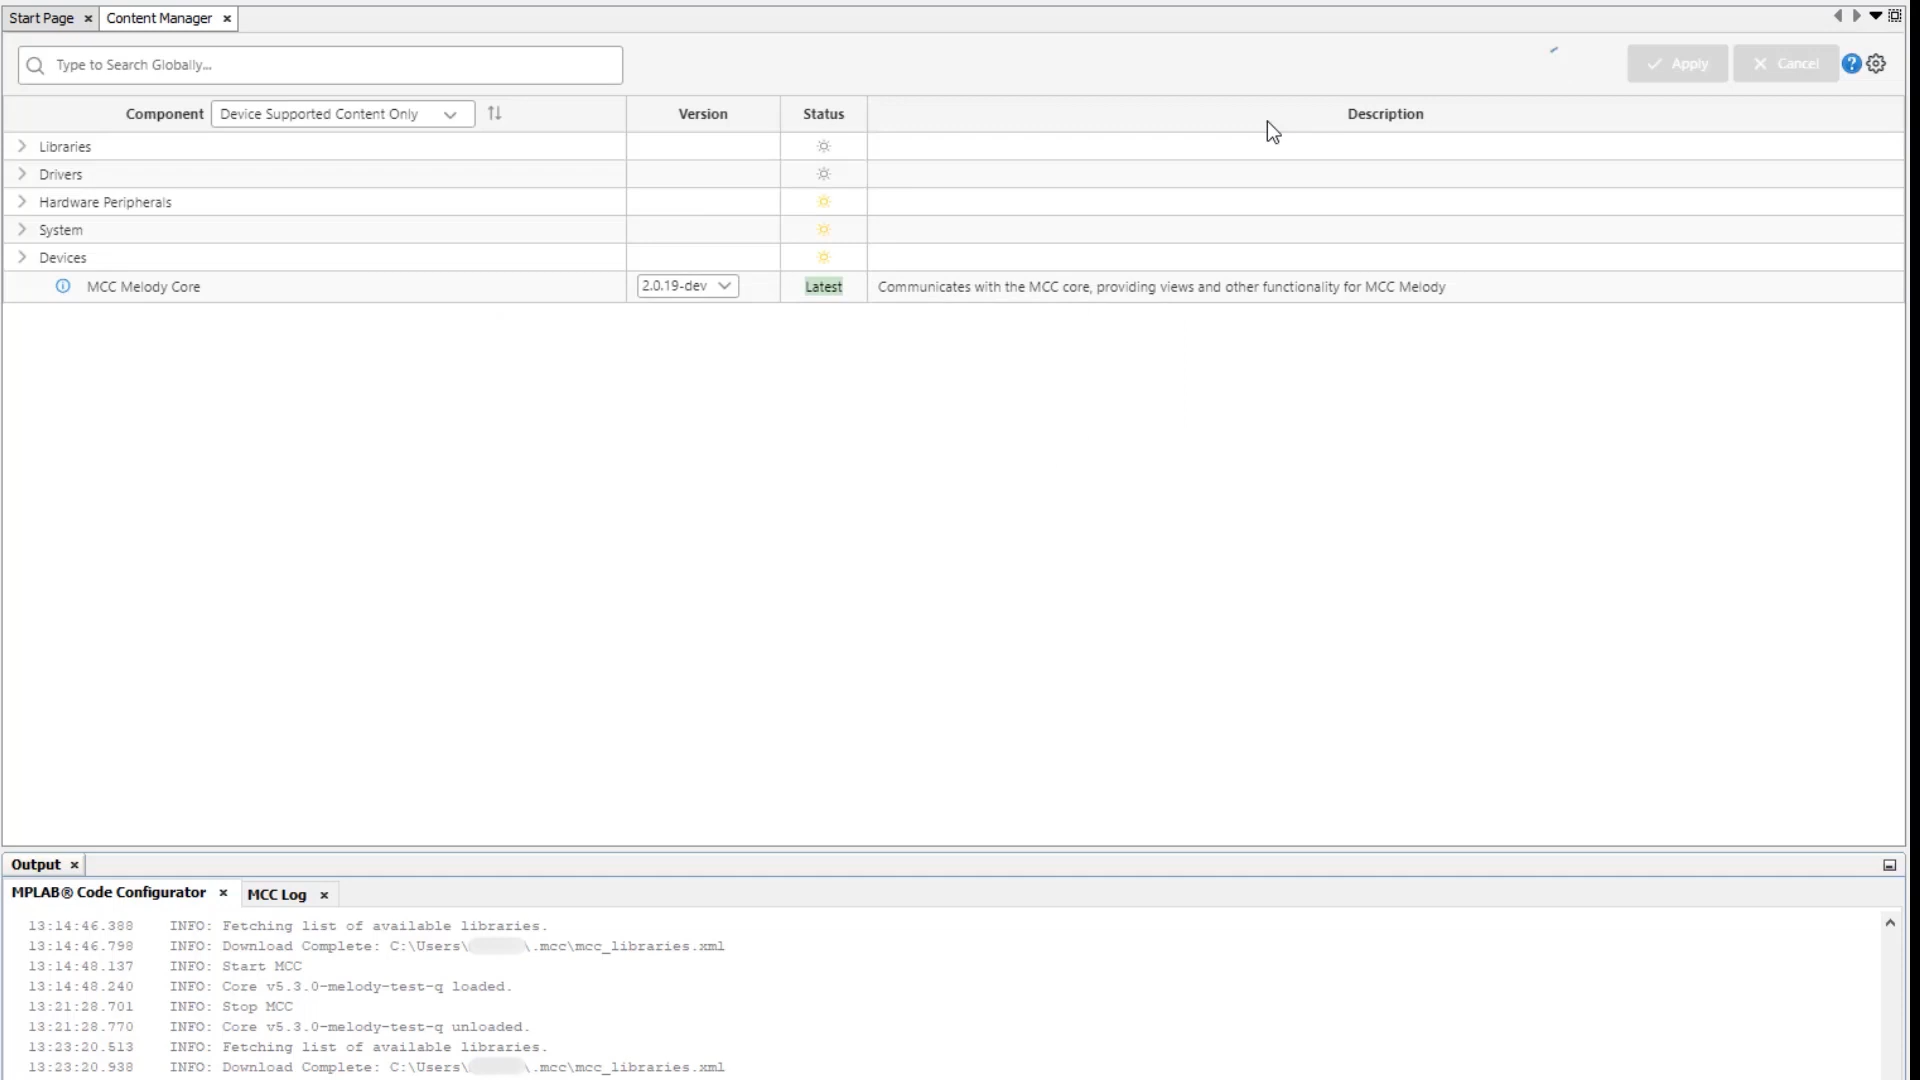 Start Page
Content Manager
Type to Search Globally...
Apply
Cancel
Component
Device Supported Content Only
Version
Status
Description
Libraries
Drivers
Hardware Peripherals
System
Devices
MCC Melody Core
2.0.19-dev
Latest
Communicates with the MCC core, providing views and other functionality for MCC Melody
Output
MPLAB® Code Configurator
MCC Log
13:14:46.388 INFO: Fetching list of available libraries.
13:14:46.798 INFO: Download Complete: C:\Users\ \.mcc\mcc_libraries.xml
13:14:48.137 INFO: Start MCC
13:14:48.240 INFO: Core v5.3.0-melody-test-q loaded.
13:21:28.701 INFO: Stop MCC
13:21:28.770 INFO: Core v5.3.0-melody-test-q unloaded.
13:23:20.513 INFO: Fetching list of available libraries.
13:23:20.938 INFO: Download Complete: C:\Users\ \.mcc\mcc_libraries.xml